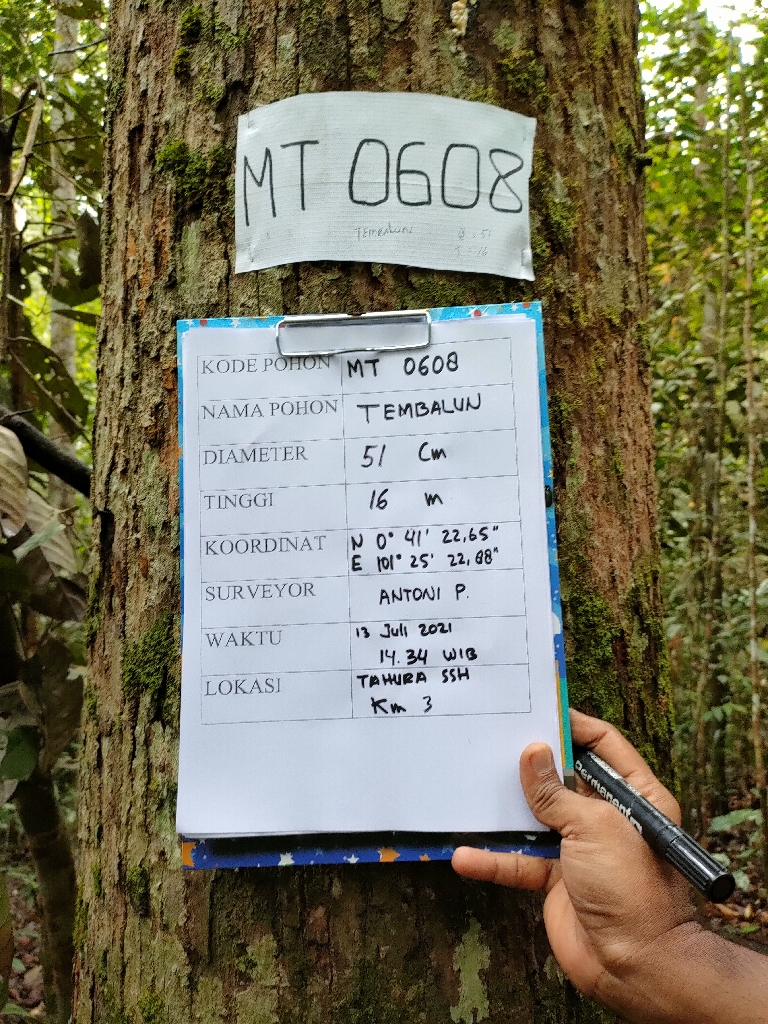 MT 0608
TEMBALUN
Ø : 51
T : 16
KODE POHON MT 0608
NAMA POHON TEMBALUN
DIAMETER 51 Cm
TINGGI 16 m
KOORDINAT N 0° 41' 22,65"
E 101° 25' 22,88"
SURVEYOR ANTONI P.
WAKTU 13 Juli 2021
14.34 WIB
LOKASI TAHURA SSH
Km 3
Permanent